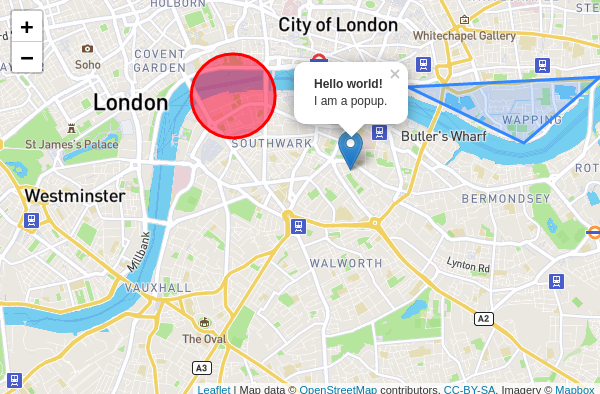 HOLBORN
City of London
+
−
COVENT
GARDEN
Soho
Whitechapel Gallery
Hello world!
I am a popup.
×
London
WAPPING
Butler's Wharf
St James's Palace
SOUTHWARK
Westminster
BERMONDSEY
Millbank
WALWORTH
Lynton Rd
VAUXHALL
The Oval
A2
A3
Leaflet | Map data © OpenStreetMap contributors, CC-BY-SA, Imagery © Mapbox